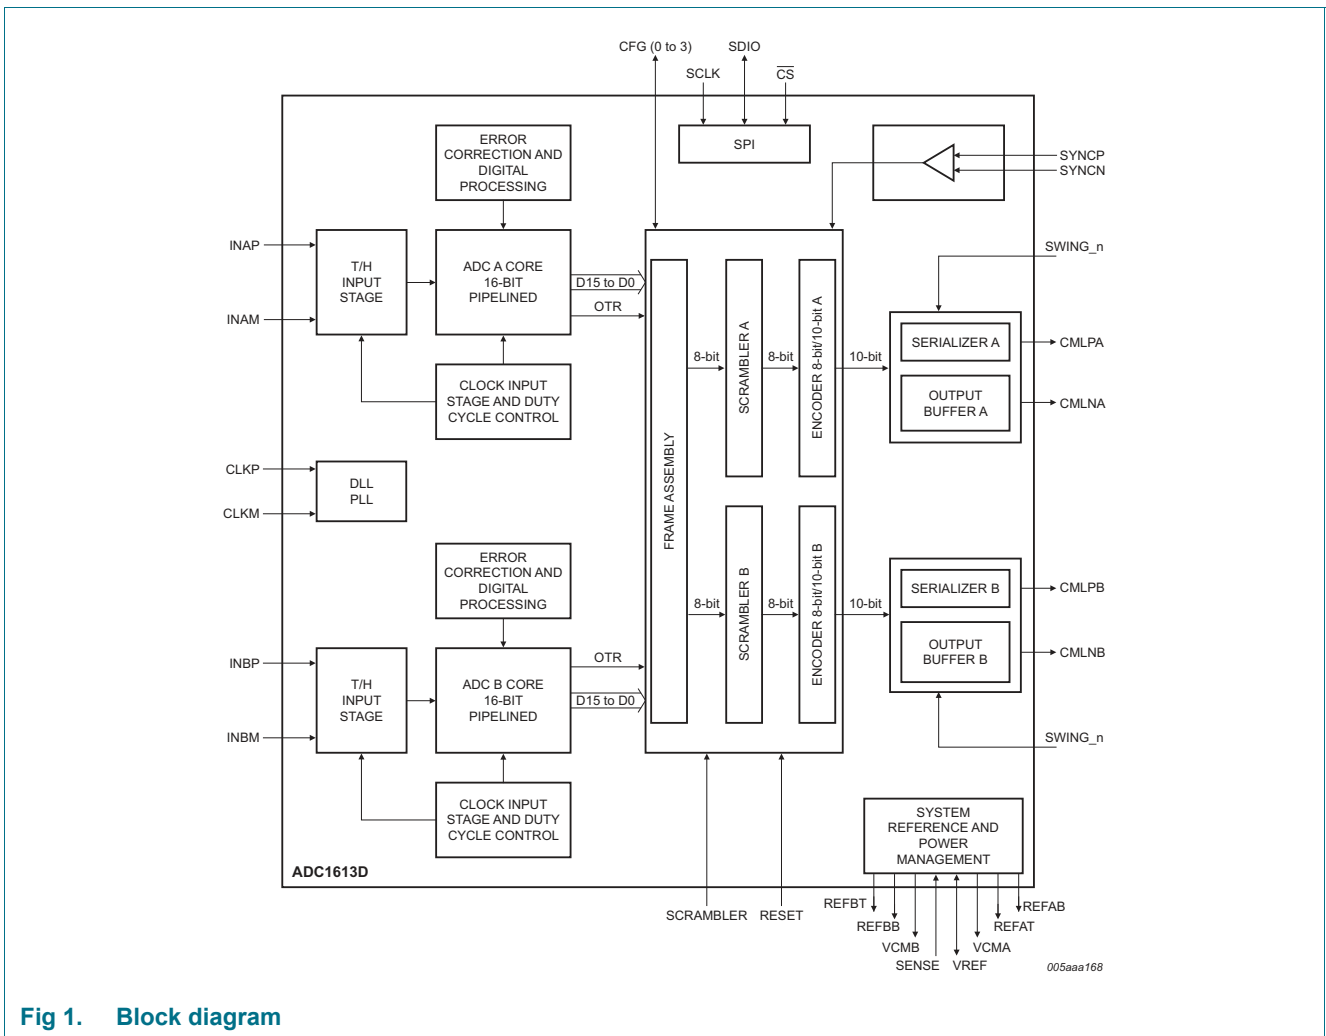 CFG (0 to 3)
SDIO
SCLK
CS
ERROR
CORRECTION AND
DIGITAL
PROCESSING
SPI
SYNCP
SYNCN
INAP
INAM
T/H
INPUT
STAGE
ADC A CORE
16-BIT
PIPELINED
D15 to D0
OTR
SWING_n
CLOCK INPUT
STAGE AND DUTY
CYCLE CONTROL
FRAME ASSEMBLY
8-bit
SCRAMBLER A
8-bit
ENCODER 8-bit/10-bit A
10-bit
SERIALIZER A
OUTPUT
BUFFER A
CMLPA
CMLNA
CLKP
CLKM
DLL
PLL
ERROR
CORRECTION AND
DIGITAL
PROCESSING
8-bit
SCRAMBLER B
8-bit
ENCODER 8-bit/10-bit B
10-bit
SERIALIZER B
OUTPUT
BUFFER B
CMLPB
CMLNB
INBP
INBM
T/H
INPUT
STAGE
ADC B CORE
16-BIT
PIPELINED
OTR
D15 to D0
SWING_n
CLOCK INPUT
STAGE AND DUTY
CYCLE CONTROL
SYSTEM
REFERENCE AND
POWER
MANAGEMENT
ADC1613D
SCRAMBLER
RESET
REFBT
REFBB
VCMB
SENSE
VREF
VCMA
REFAT
REFAB
005aaa168
Fig 1. Block diagram